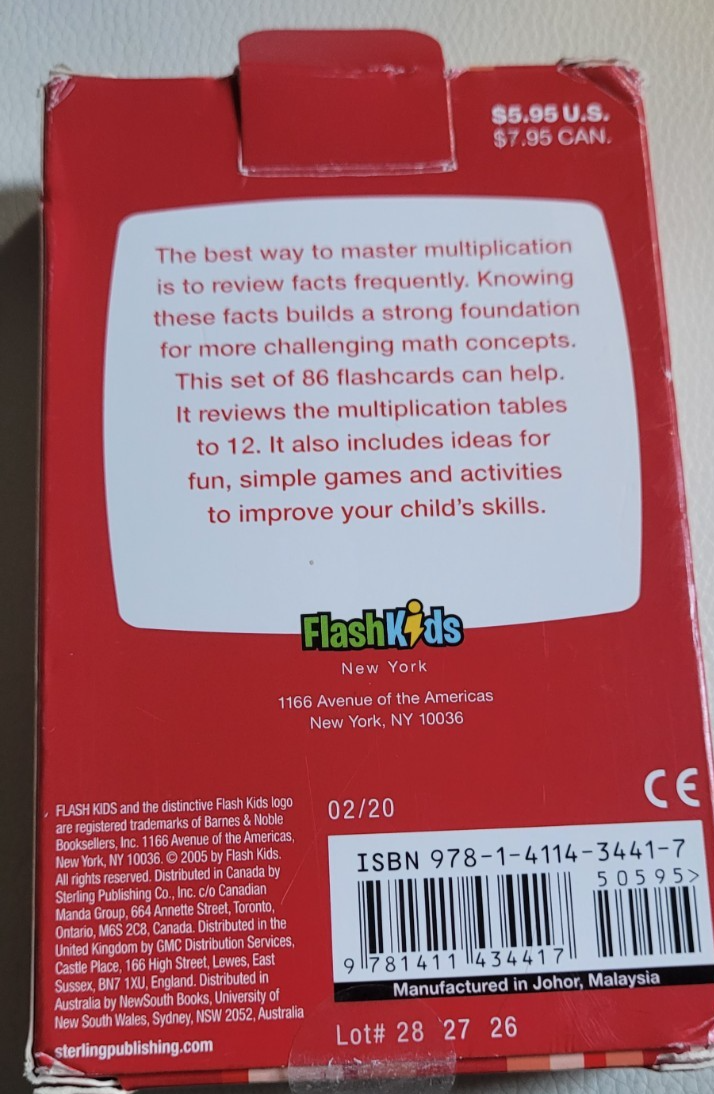 $5.95 U.S.
$7.95 CAN.
The best way to master multiplication
is to review facts frequently. Knowing
these facts builds a strong foundation
for more challenging math concepts.
This set of 86 flashcards can help.
It reviews the multiplication tables
to 12. It also includes ideas for
fun, simple games and activities
to improve your child's skills.
FlashKids
New York
1166 Avenue of the Americas
New York, NY 10036
FLASH KIDS and the distinctive Flash Kids logo
are registered trademarks of Barnes & Noble
Booksellers, Inc. 1166 Avenue of the Americas,
New York, NY 10036. © 2005 by Flash Kids.
All rights reserved. Distributed in Canada by
Sterling Publishing Co., Inc. c/o Canadian
Manda Group, 664 Annette Street, Toronto,
Ontario, M6S 2C8, Canada. Distributed in the
United Kingdom by GMC Distribution Services,
Castle Place, 166 High Street, Lewes, East
Sussex, BN7 1XU, England. Distributed in
Australia by NewSouth Books, University of
New South Wales, Sydney, NSW 2052, Australia
sterlingpublishing.com
02/20
CE
ISBN 978-1-4114-3441-7
50595>
9 781411 434417
Manufactured in Johor, Malaysia
Lot# 28 27 26